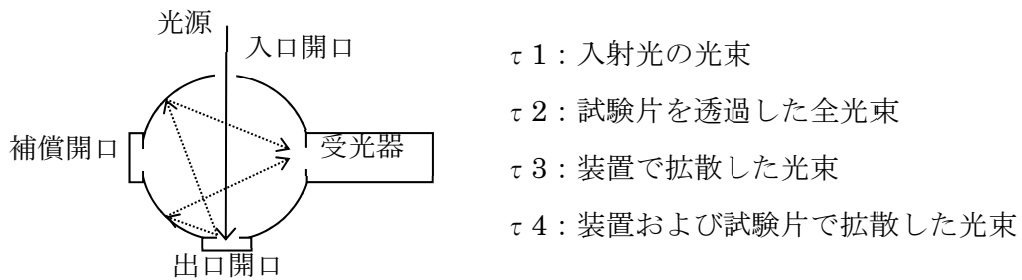 光源
入口開口
補償開口
受光器
出口開口
τ1：入射光の光束
τ2：試験片を透過した全光束
τ3：装置で拡散した光束
τ4：装置および試験片で拡散した光束